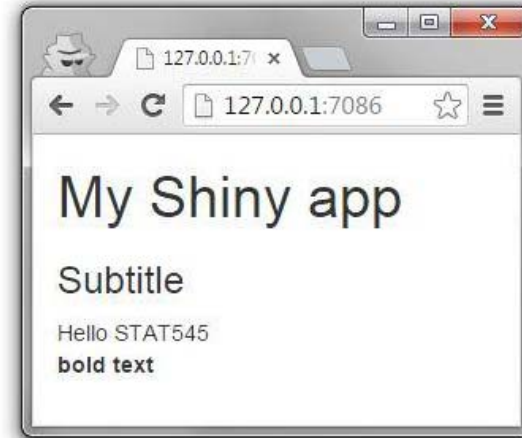 127.0.0.1:7
127.0.0.1:7086
My Shiny app
Subtitle
Hello STAT545
bold text